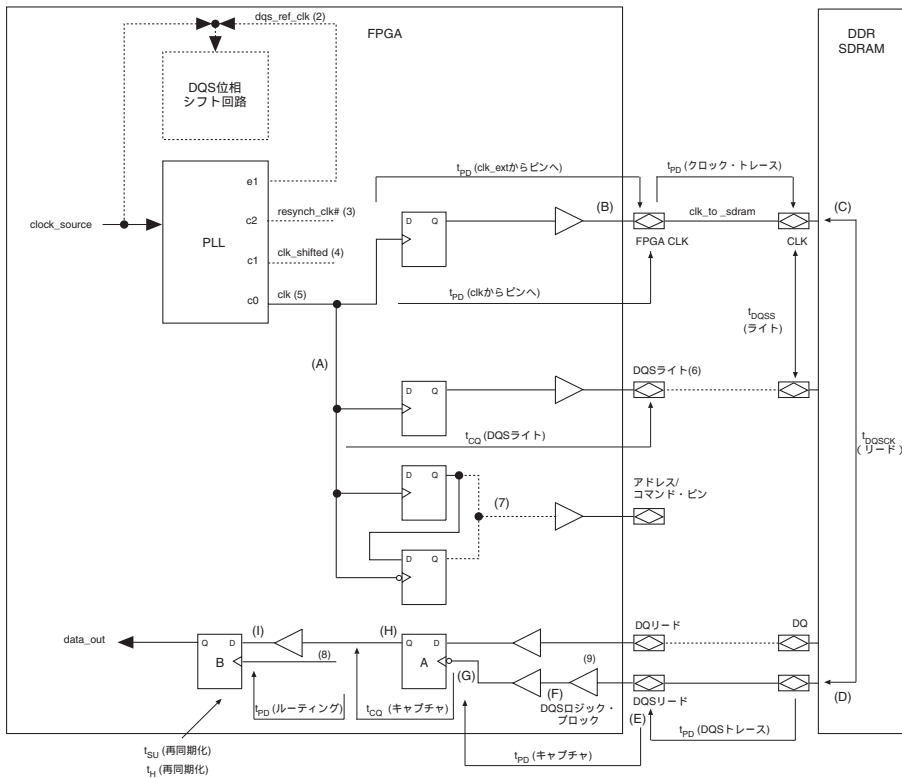 dqs_ref_clk (2)
FPGA
DDR
SDRAM
DQS位相
シフト回路
e1
tPD (clk_extからピンへ)
tPD (クロック・トレース)
c2
resynch_clk# (3)
D
Q
(B)
clk_to _sdram
(C)
clock_source
PLL
FPGA CLK
CLK
c1
clk_shifted (4)
c0
clk (5)
tPD (clkからピンへ)
tDQSS
(ライト)
(A)
DQSライト(6)
D
Q
tCQ (DQSライト)
tDQSCK
( リード)
D
Q
アドレス/
コマンド・ピン
(7)
D
Q
data_out
Q
D
(I)
(H)
Q
D
DQリード
DQ
B
(8)
A
(G)
(9)
(F)
(D)
tPD (ルーティング)
tCQ (キャプチャ)
DQSロジック・
ブロック
DQSリード
(E)
tPD (DQSトレース)
tSU (再同期化)
tH (再同期化)
tPD (キャプチャ)